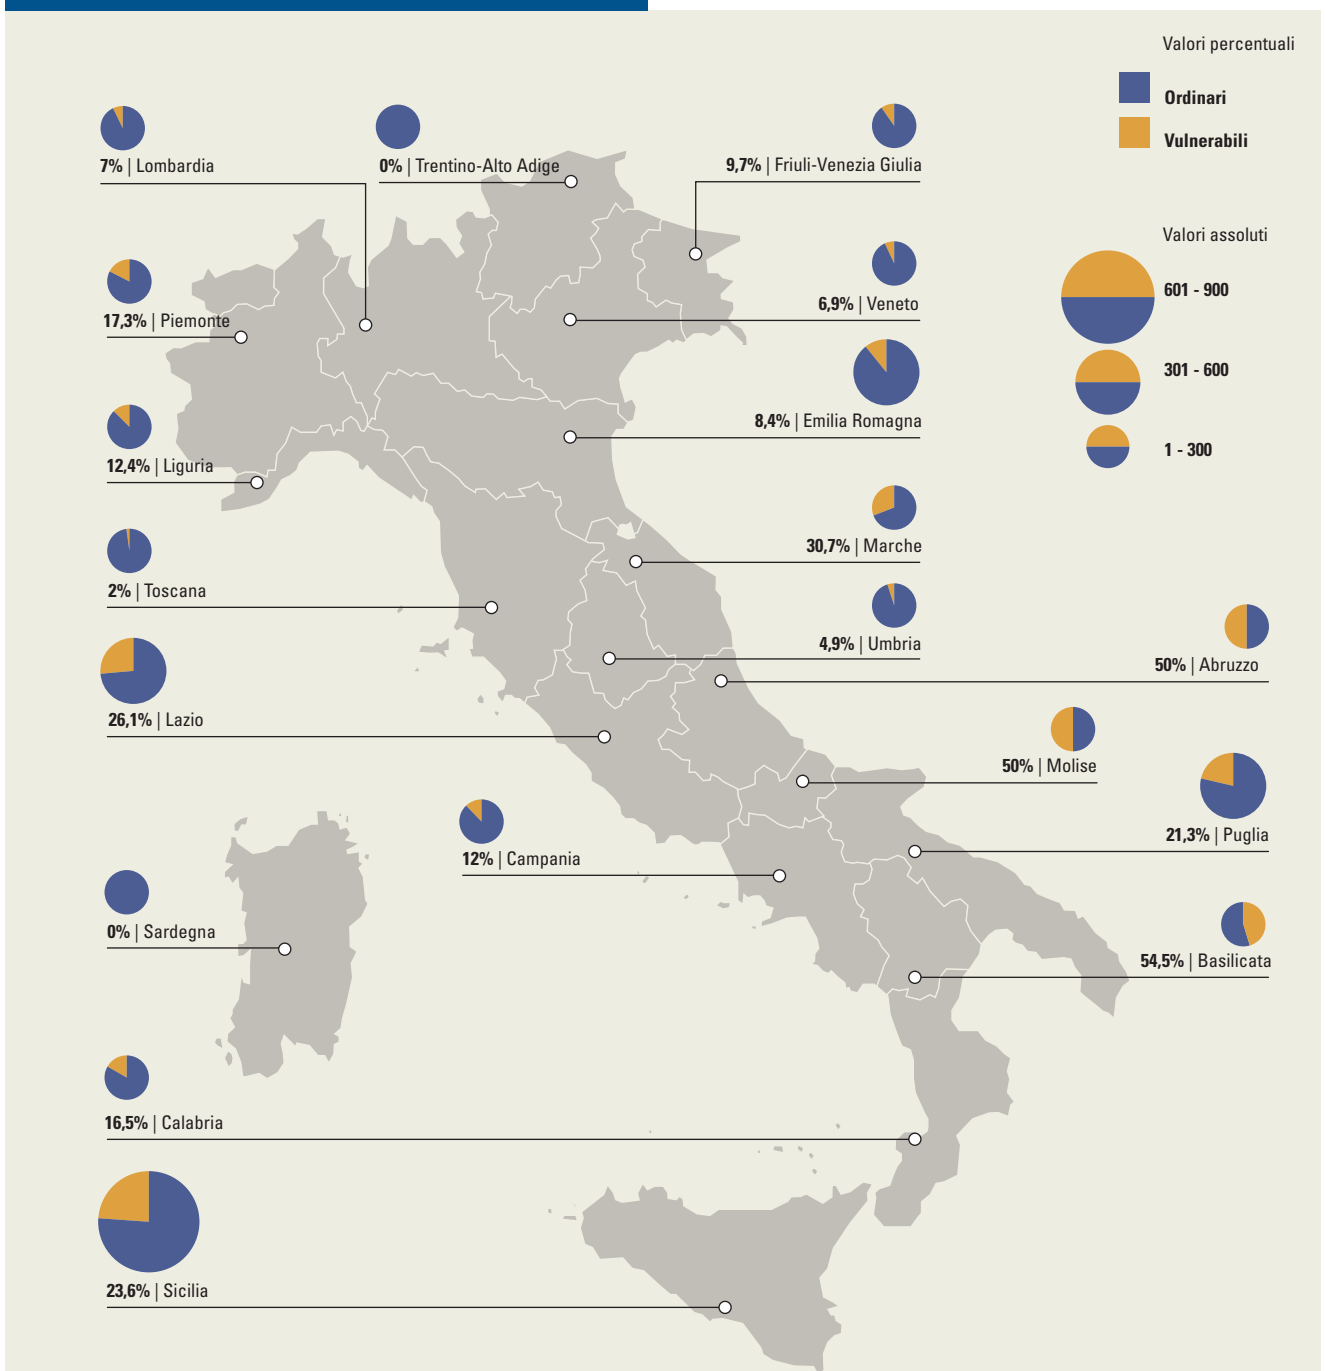 Valori percentuali
Ordinari
Vulnerabili
7% | Lombardia
0% | Trentino-Alto Adige
9,7% | Friuli-Venezia Giulia
Valori assoluti
601 - 900
301 - 600
1 - 300
17,3% | Piemonte
6,9% | Veneto
8,4% | Emilia Romagna
12,4% | Liguria
30,7% | Marche
2% | Toscana
4,9% | Umbria
50% | Abruzzo
26,1% | Lazio
50% | Molise
21,3% | Puglia
12% | Campania
0% | Sardegna
54,5% | Basilicata
16,5% | Calabria
23,6% | Sicilia